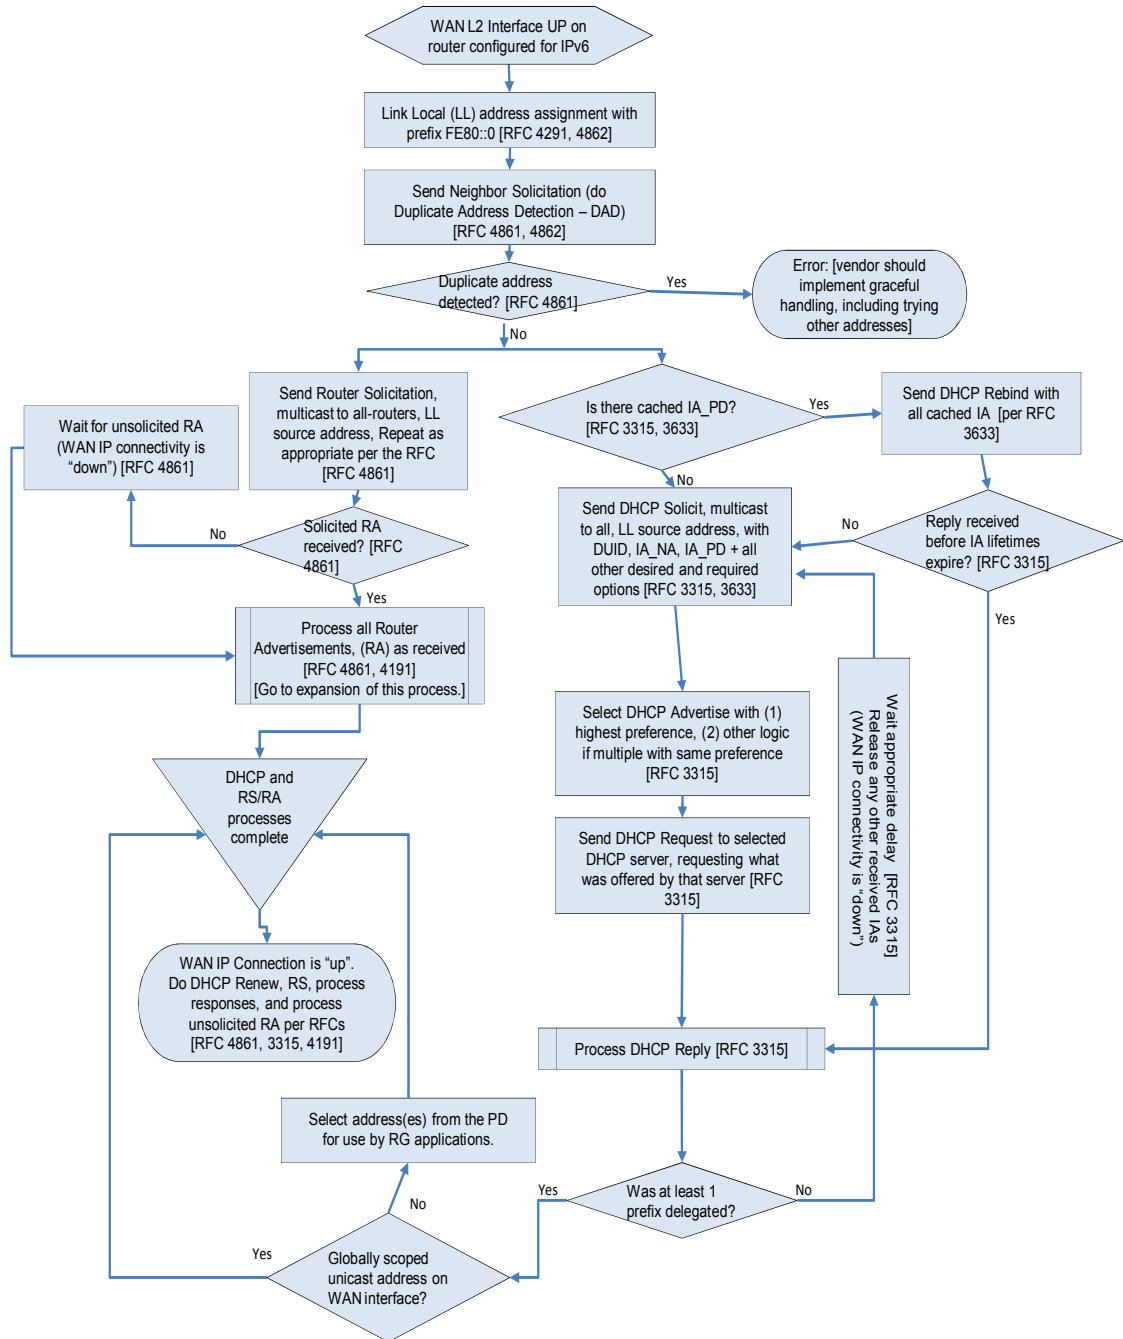 WAN L2 Interface UP on
router configured for IPv6
Link Local (LL) address assignment with
prefix FE80::0 [RFC 4291, 4862]
Send Neighbor Solicitation (do
Duplicate Address Detection – DAD)
[RFC 4861, 4862]
Duplicate address
detected? [RFC 4861]
Yes
Error: [vendor should
implement graceful
handling, including trying
other addresses]
No
Send Router Solicitation,
multicast to all-routers, LL
source address, Repeat as
appropriate per the RFC
[RFC 4861]
Wait for unsolicited RA
(WAN IP connectivity is
“down”) [RFC 4861]
No
Solicited RA
received? [RFC
4861]
Yes
Process all Router
Advertisements, (RA) as received
[RFC 4861, 4191]
[Go to expansion of this process.]
DHCP and
RS/RA
processes
complete
WAN IP Connection is “up”.
Do DHCP Renew, RS, process
responses, and process
unsolicited RA per RFCs
[RFC 4861, 3315, 4191]
Is there cached IA_PD?
[RFC 3315, 3633]
Yes
Send DHCP Rebind with
all cached IA [per RFC
3633]
No
Send DHCP Solicit, multicast
to all, LL source address, with
DUID, IA_NA, IA_PD + all
other desired and required
options [RFC 3315, 3633]
No
Reply received
before IA lifetimes
expire? [RFC 3315]
Yes
Select DHCP Advertise with (1)
highest preference, (2) other logic
if multiple with same preference
[RFC 3315]
Send DHCP Request to selected
DHCP server, requesting what
was offered by that server [RFC
3315]
Wait appropriate delay [RFC 3315]
Release any other received IAs
(WAN IP connectivity is “down”)
Process DHCP Reply [RFC 3315]
Was at least 1
prefix delegated?
No
Yes
Select address(es) from the PD
for use by RG applications.
No
Globally scoped
unicast address on
WAN interface?
Yes